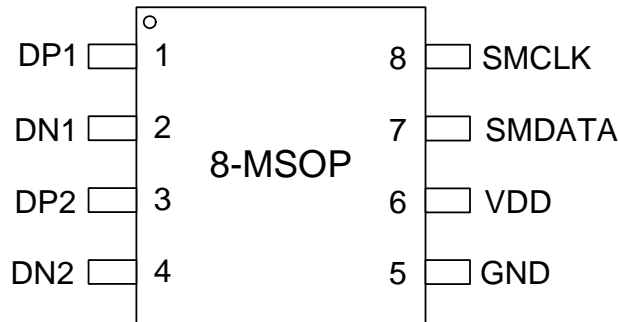 DP1 1 8 SMCLK
DN1 2 7 SMDATA
8-MSOP
DP2 3 6 VDD
DN2 4 5 GND